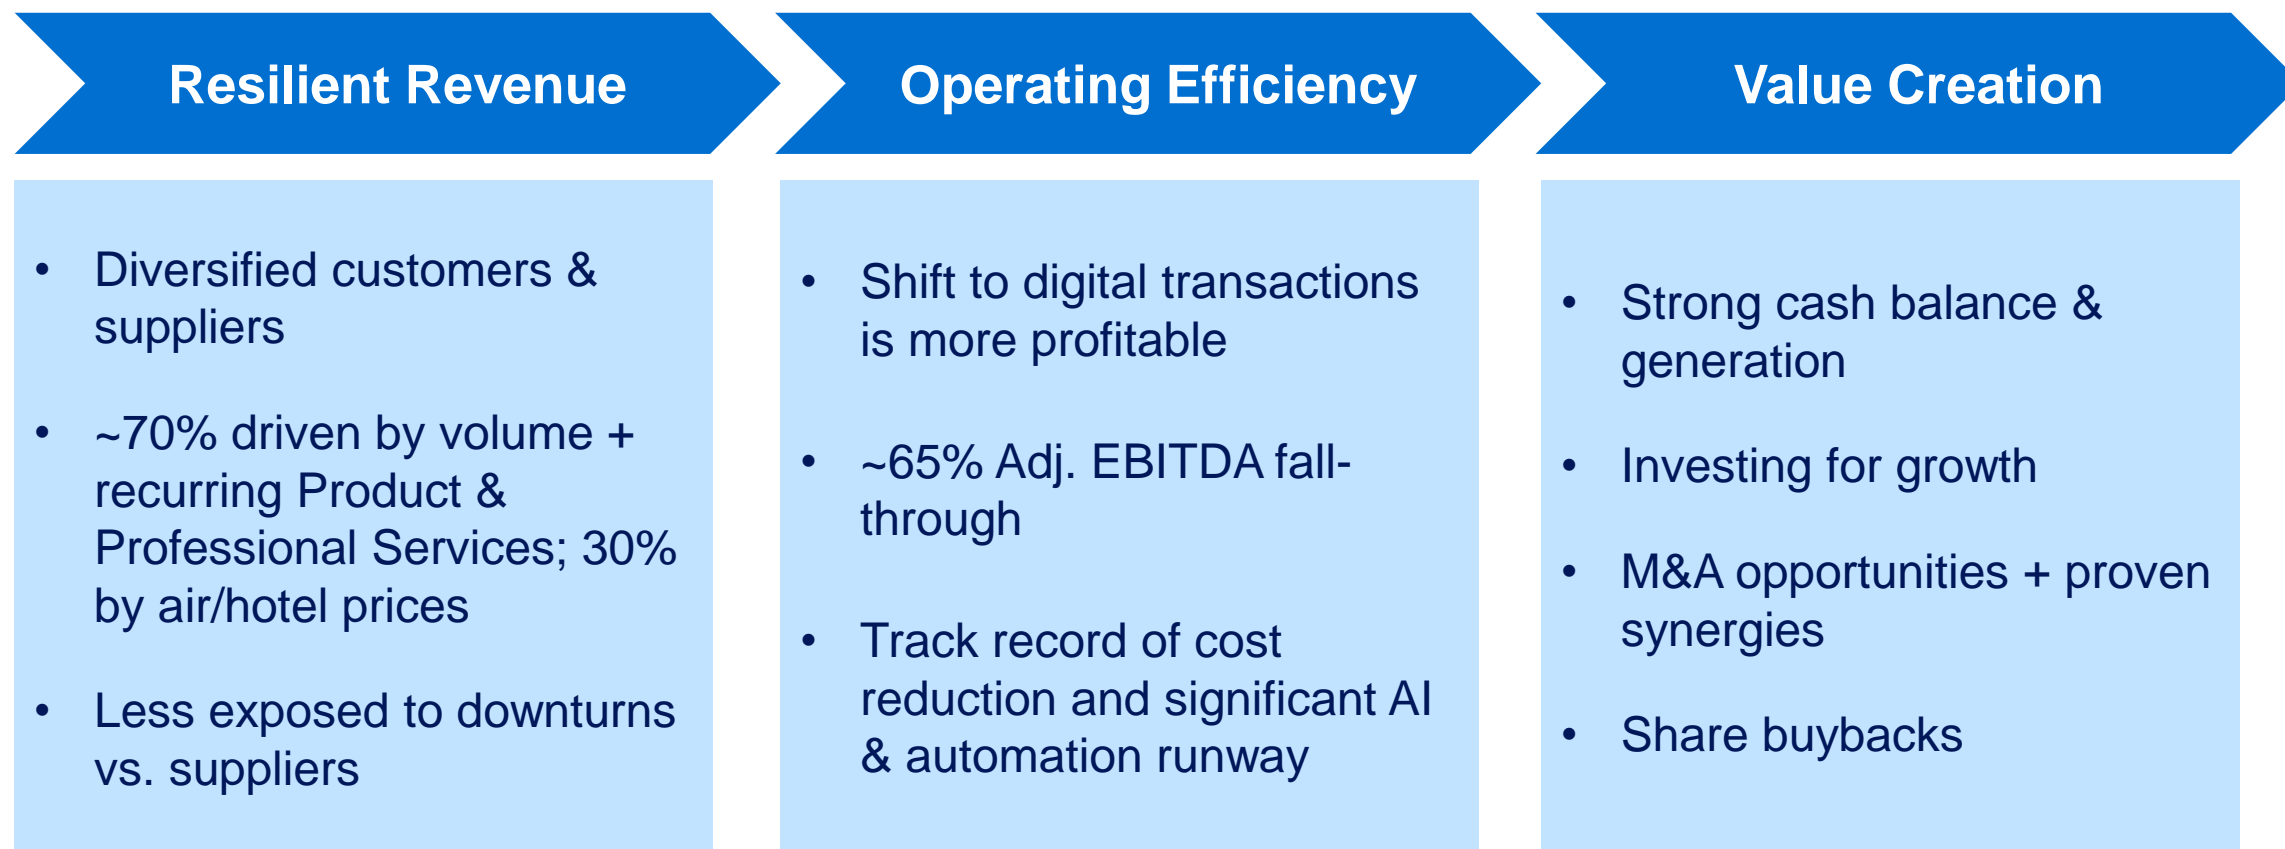 Resilient Revenue
• Diversified customers &
suppliers
• ~70% driven by volume +
recurring Product &
Professional Services; 30%
by air/hotel prices
• Less exposed to downturns
vs. suppliers
Operating Efficiency
• Shift to digital transactions
is more profitable
• ~65% Adj. EBITDA fall-
through
• Track record of cost
reduction and significant AI
& automation runway
Value Creation
• Strong cash balance &
generation
• Investing for growth
• M&A opportunities + proven
synergies
• Share buybacks